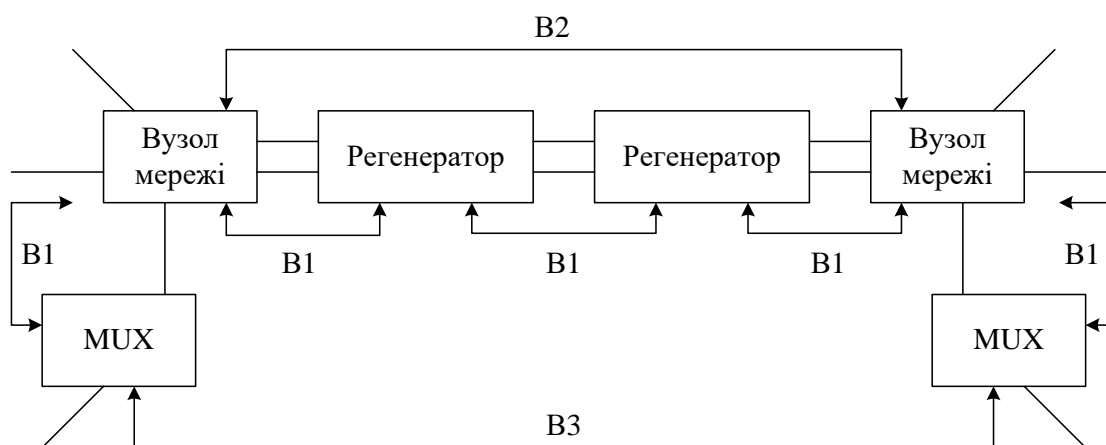 B2
Вузол
мережі
Регенератор
Регенератор
Вузол
мережі
B1
B1
B1
B1
B1
MUX
MUX
B3